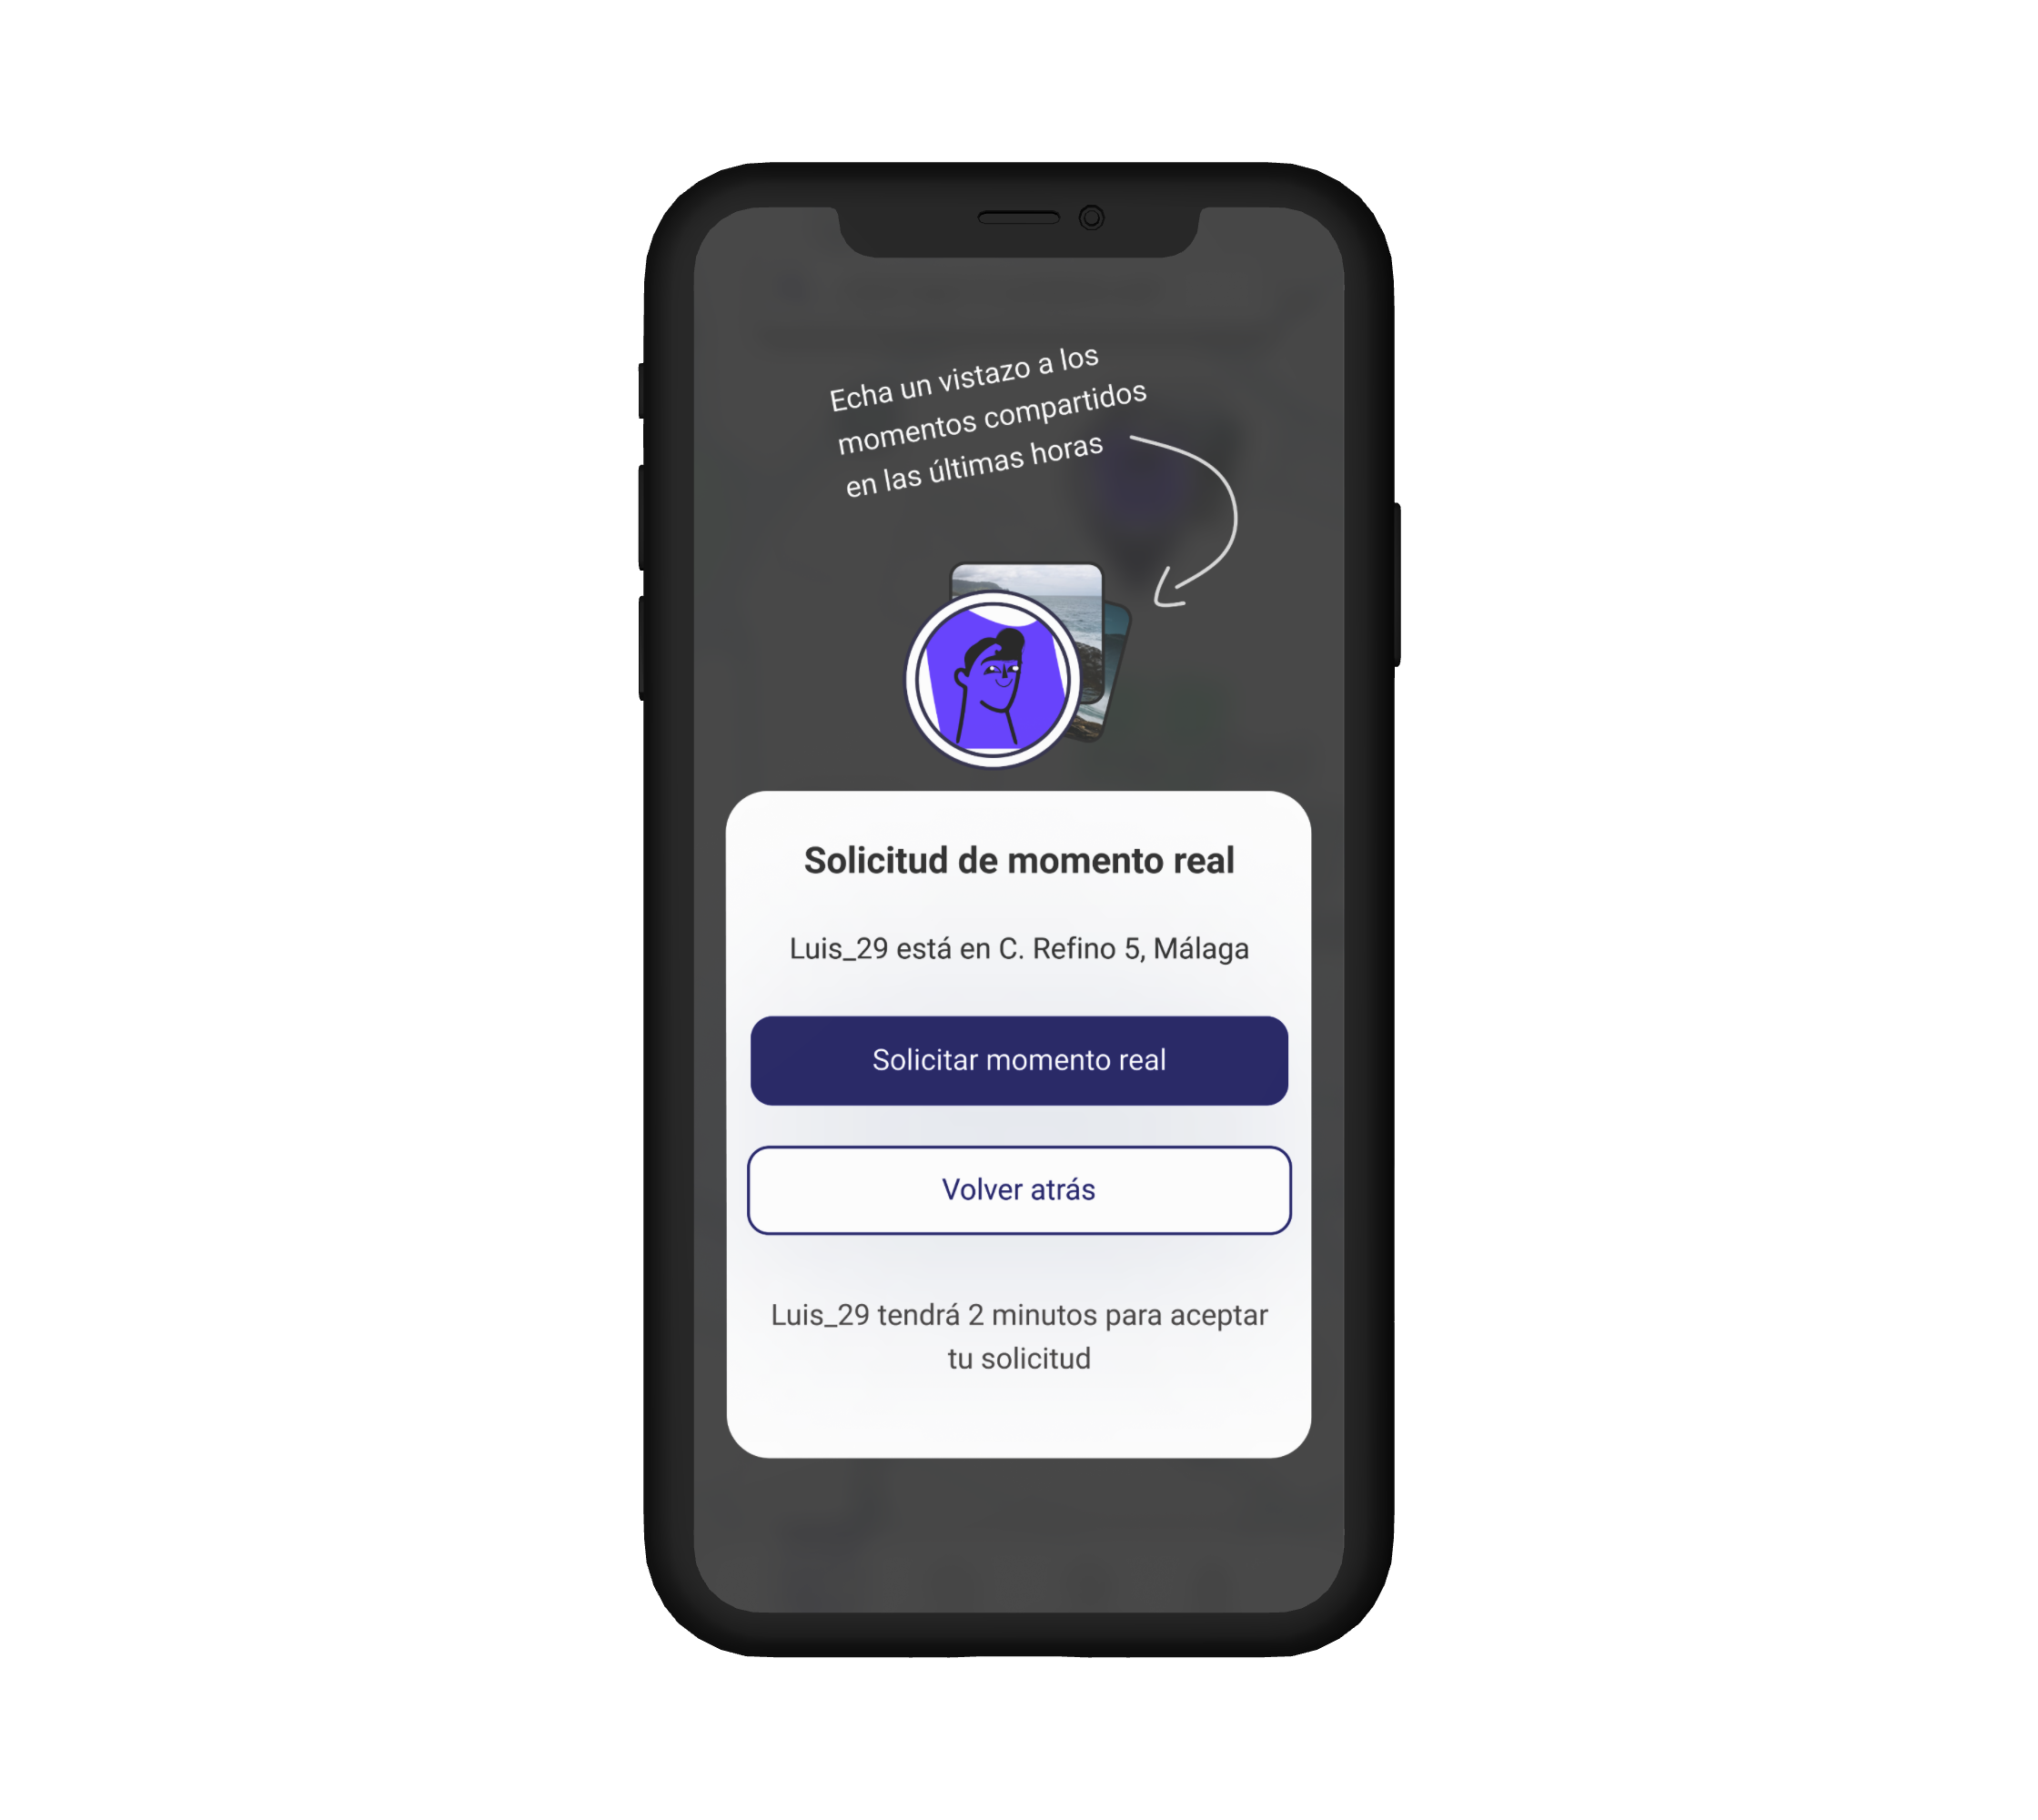 Echa un vistazo a los
momentos compartidos
en las últimas horas
Solicitud de momento real
Luis_29 está en C. Refino 5, Málaga
Solicitar momento real
Volver atrás
Luis_29 tendrá 2 minutos para aceptar
tu solicitud